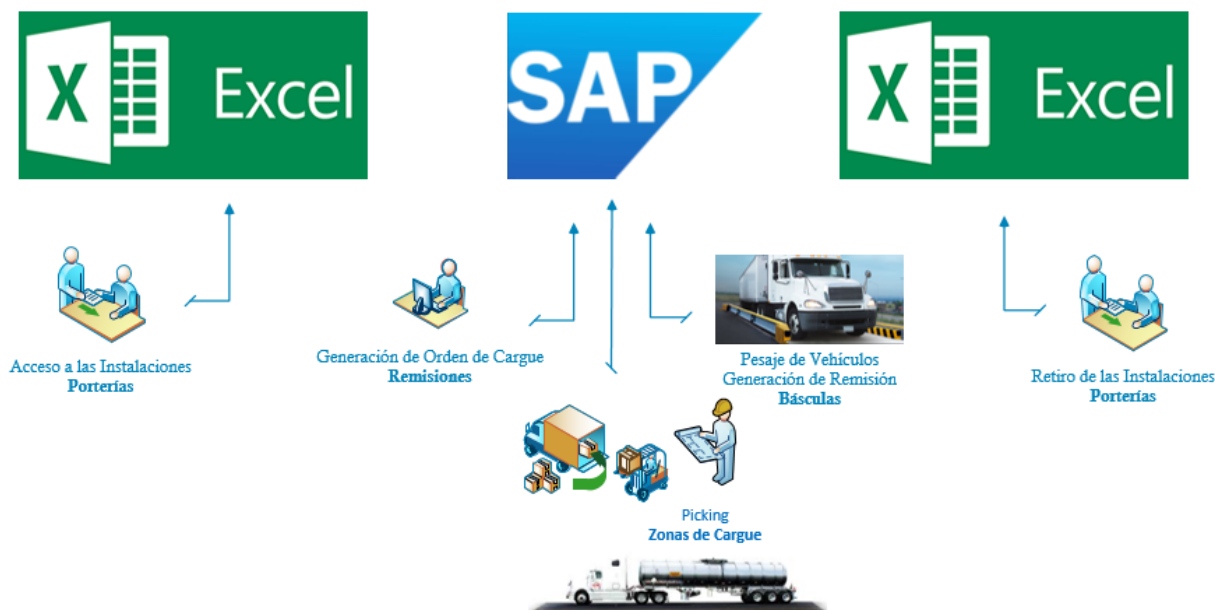 X Excel
SAP
X Excel
Acceso a las Instalaciones
Porterías
Generación de Orden de Cargue
Remisiones
Pesaje de Vehículos
Generación de Remisión
Básculas
Retiro de las Instalaciones
Porterías
Picking
Zonas de Cargue